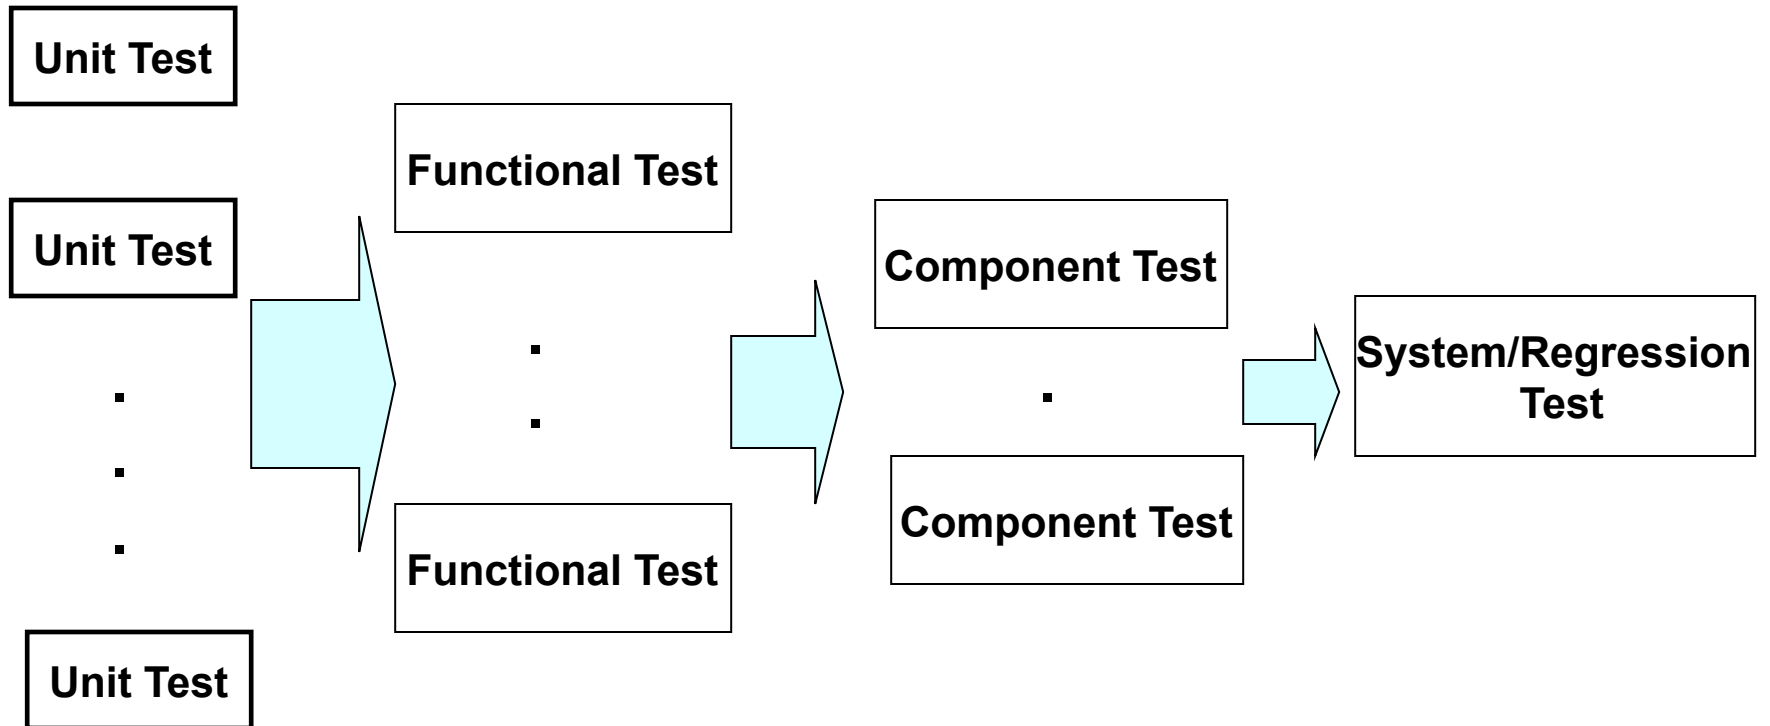 Unit Test
Unit Test
Unit Test
Functional Test
Functional Test
Component Test
Component Test
System/Regression
Test